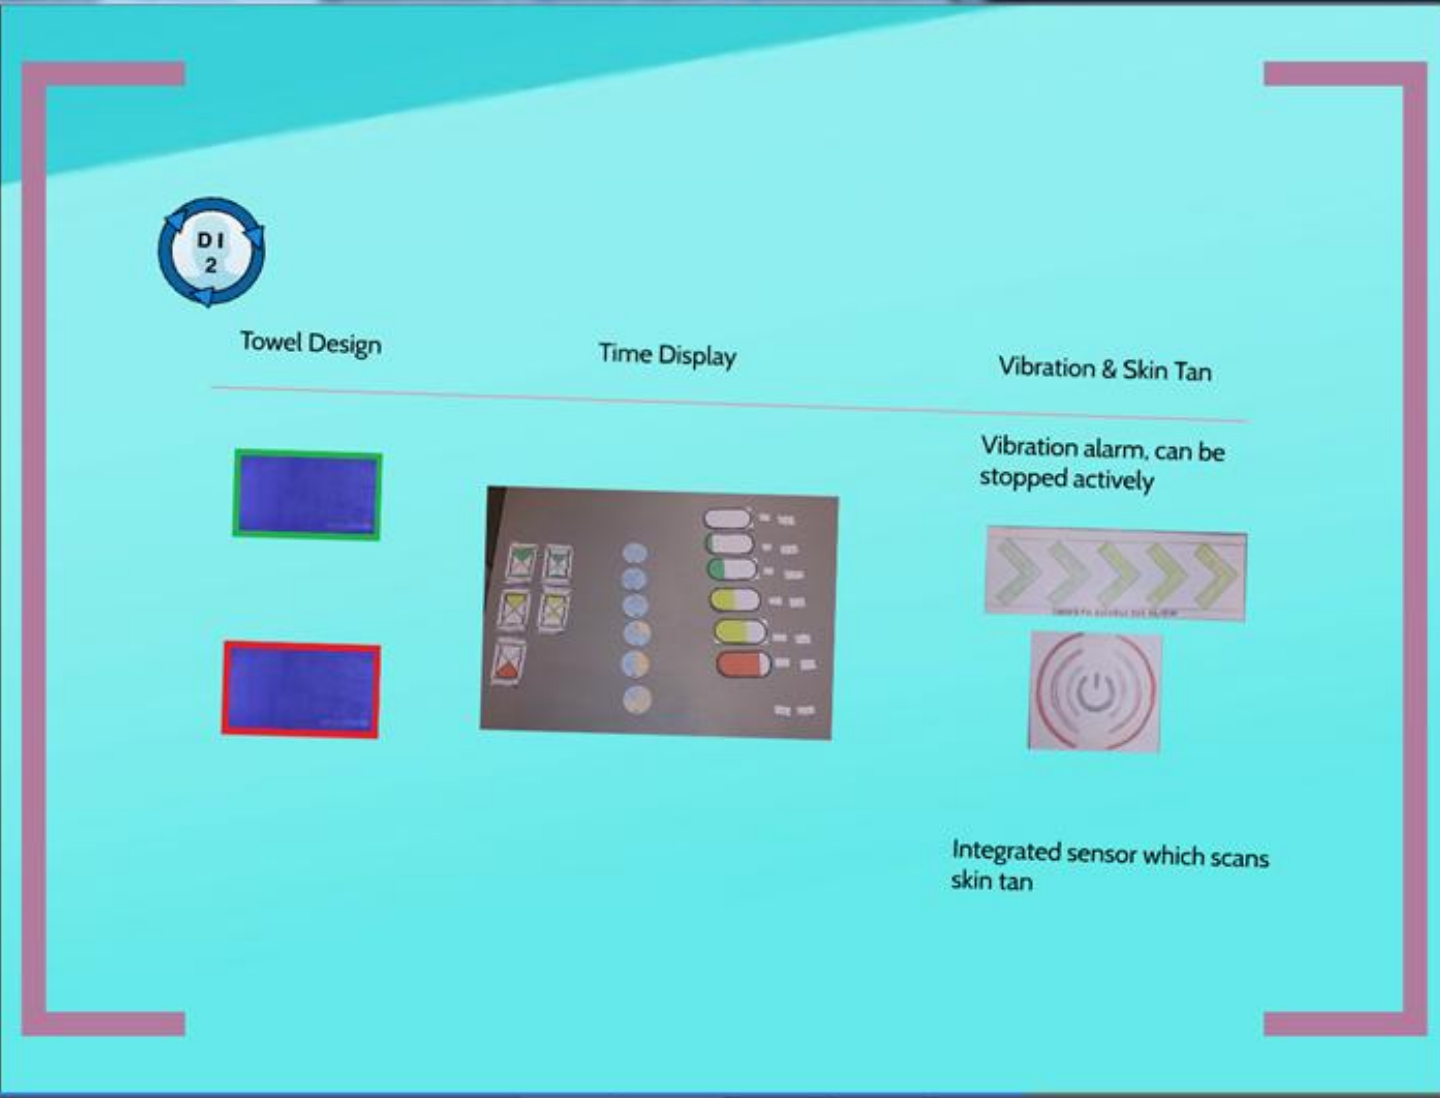 DI
2
Towel Design
Time Display
Vibration & Skin Tan
Vibration alarm, can be
stopped actively
Integrated sensor which scans
skin tan